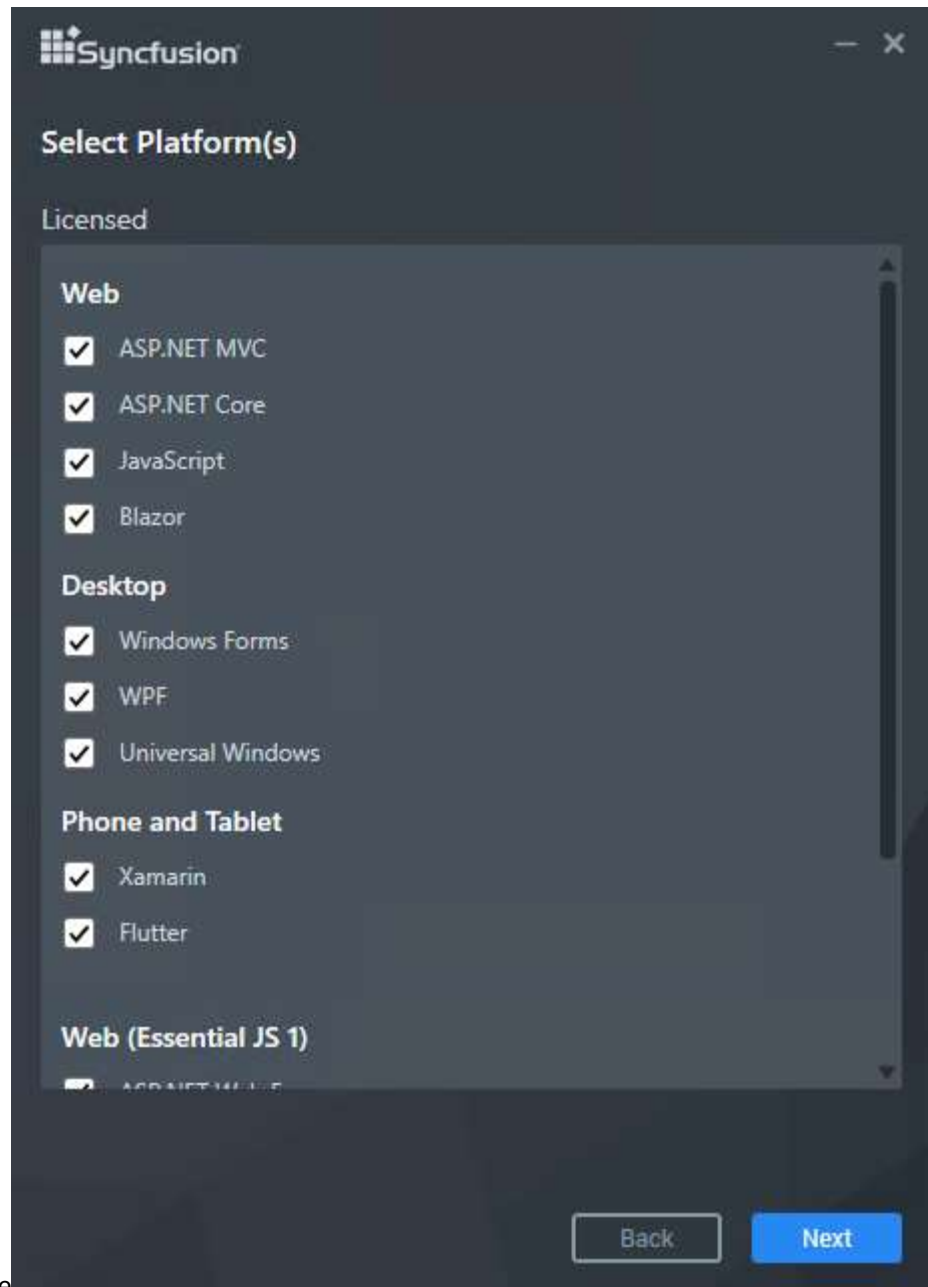 Syncfusion
Select Platform(s)
Licensed
Web
ASP.NET MVC
ASP.NET Core
JavaScript
Blazor
Desktop
Windows Forms
WPF
Universal Windows
Phone and Tablet
Xamarin
Flutter
Web (Essential JS 1)
Back
Next